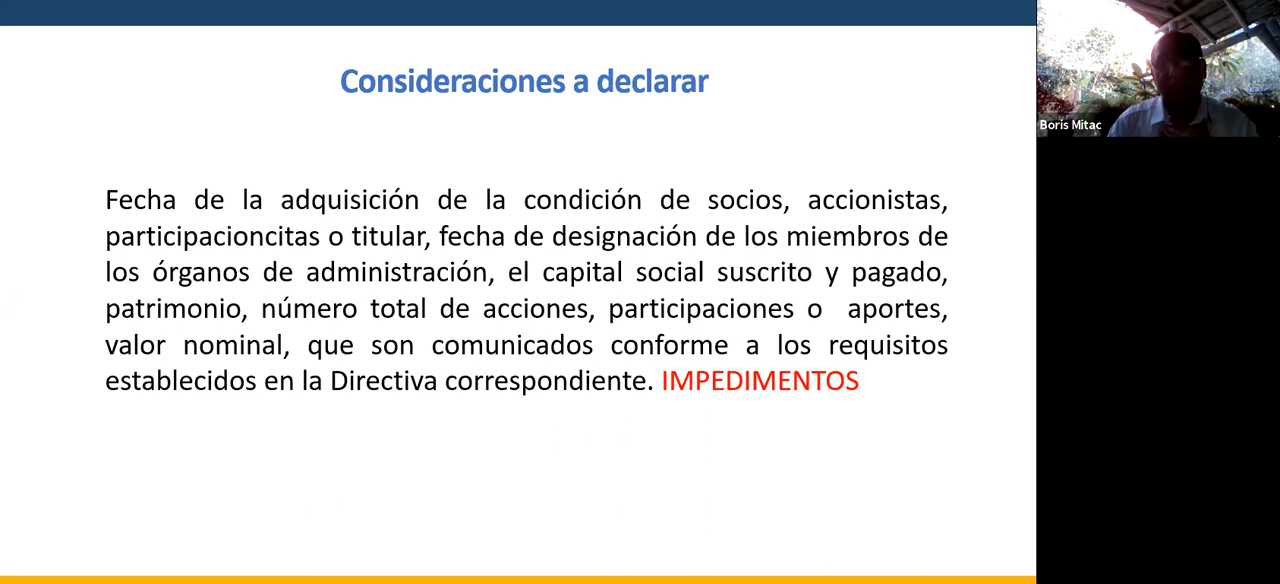 Consideraciones a declarar
Fecha de la adquisición de la condición de socios, accionistas,
participacioncitas o titular, fecha de designación de los miembros de
los órganos de administración, el capital social suscrito y pagado,
patrimonio, número total de acciones, participaciones o aportes,
valor nominal, que son comunicados conforme a los requisitos
establecidos en la Directiva correspondiente. IMPEDIMENTOS
Boris Mitac